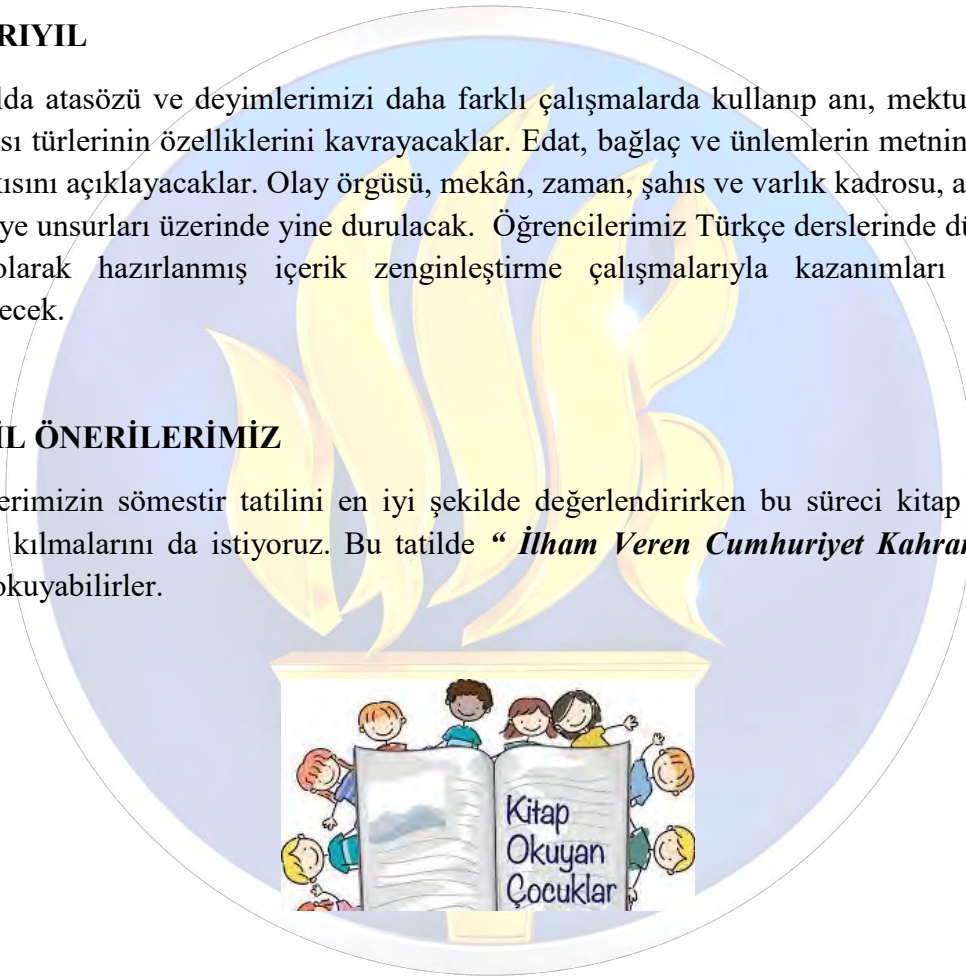 RIYIL
lda atasözü ve deyimlerimizi daha farklı çalışmalarda kullanıp anı, mektu
sı türlerinin özelliklerini kavrayacaklar. Edat, bağlaç ve ünlemlerin metnin
kısını açıklayacaklar. Olay örgüsü, mekân, zaman, şahıs ve varlık kadrosu, a
ye unsurları üzerinde yine durulacak. Öğrencilerimiz Türkçe derslerinde dü
olarak hazırlanmış içerik zenginleştirme çalışmalarıyla kazanımları
ecek.
İL ÖNERİLERİMİZ
erimizin sömestir tatilini en iyi şekilde değerlendirirken bu süreci kitap
kılmalarını da istiyoruz. Bu tatilde “ İlham Veren Cumhuriyet Kahra
okuyabilirler.
Kitap
Okuyan
Çocuklar